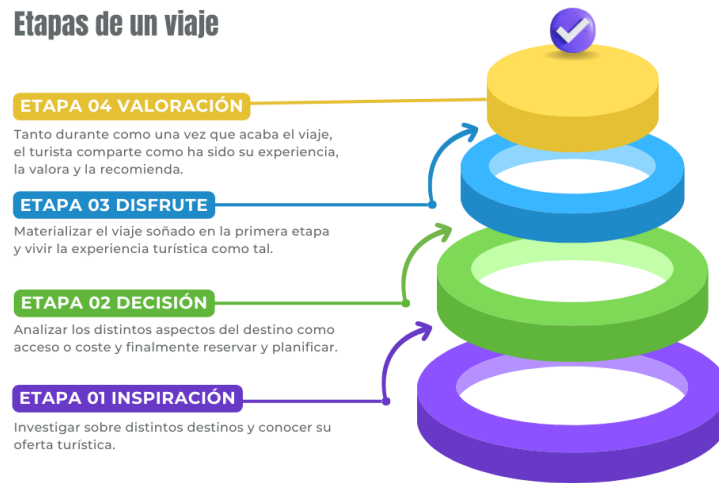 Etapas de un viaje
ETAPA 04 VALORACIÓN
Tanto durante como una vez que acaba el viaje,
el turista comparte como ha sido su experiencia,
la valora y la recomienda.
ETAPA 03 DISFRUTE
Materializar el viaje soñado en la primera etapa
y vivir la experiencia turística como tal.
ETAPA 02 DECISIÓN
Analizar los distintos aspectos del destino como
acceso o coste y finalmente reservar y planificar.
ETAPA 01 INSPIRACIÓN
Investigar sobre distintos destinos y conocer su
oferta turística.